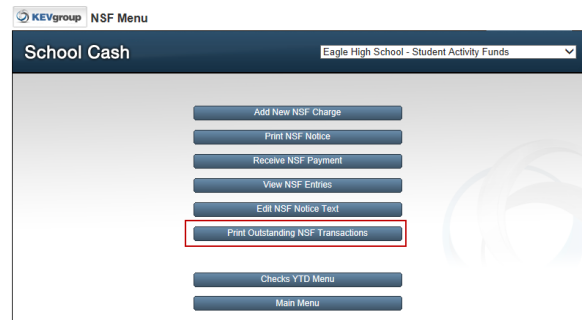 KEVgroup NSF Menu
School Cash
Eagle High School - Student Activity Funds
Add New NSF Charge
Print NSF Notice
Receive NSF Payment
View NSF Entries
Edit NSF Notice Text
Print Outstanding NSF Transactions
Checks YTD Menu
Main Menu